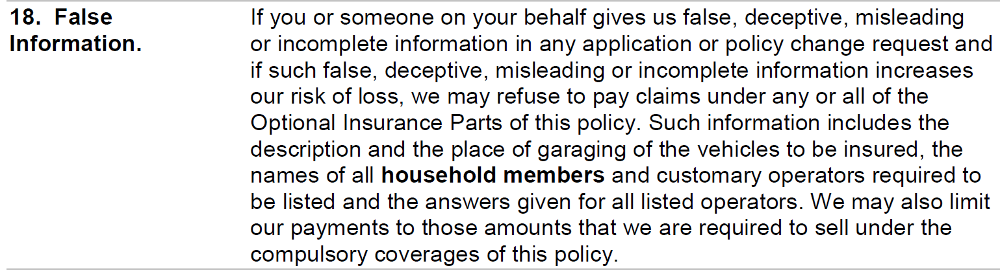 18. False
Information.
If you or someone on your behalf gives us false, deceptive, misleading
or incomplete information in any application or policy change request and
if such false, deceptive, misleading or incomplete information increases
our risk of loss, we may refuse to pay claims under any or all of the
Optional Insurance Parts of this policy. Such information includes the
description and the place of garaging of the vehicles to be insured, the
names of all household members and customary operators required to
be listed and the answers given for all listed operators. We may also limit
our payments to those amounts that we are required to sell under the
compulsory coverages of this policy.